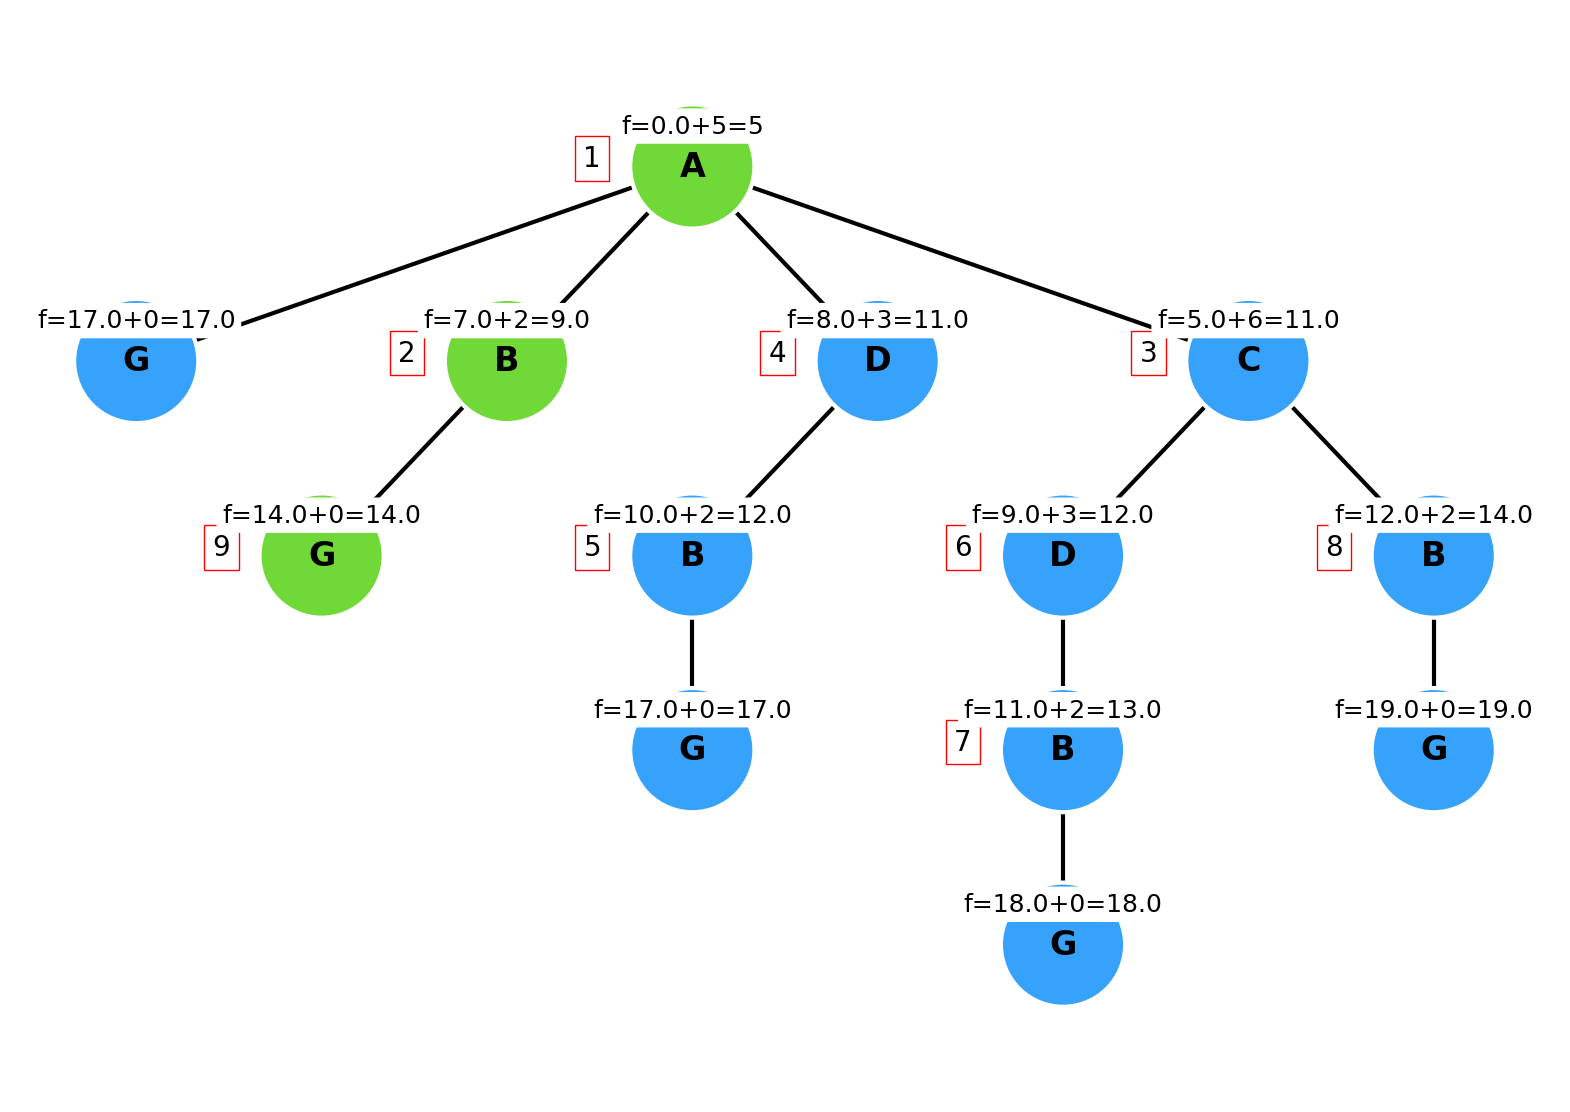 f=0.0+5=5
1
A
f=17.0+0=17.0
G
f=7.0+2=9.0
2
B
f=8.0+3=11.0
4
D
f=5.0+6=11.0
3
C
f=14.0+0=14.0
9
G
f=10.0+2=12.0
5
B
f=9.0+3=12.0
6
D
f=12.0+2=14.0
8
B
f=17.0+0=17.0
G
f=11.0+2=13.0
7
B
f=19.0+0=19.0
G
f=18.0+0=18.0
G